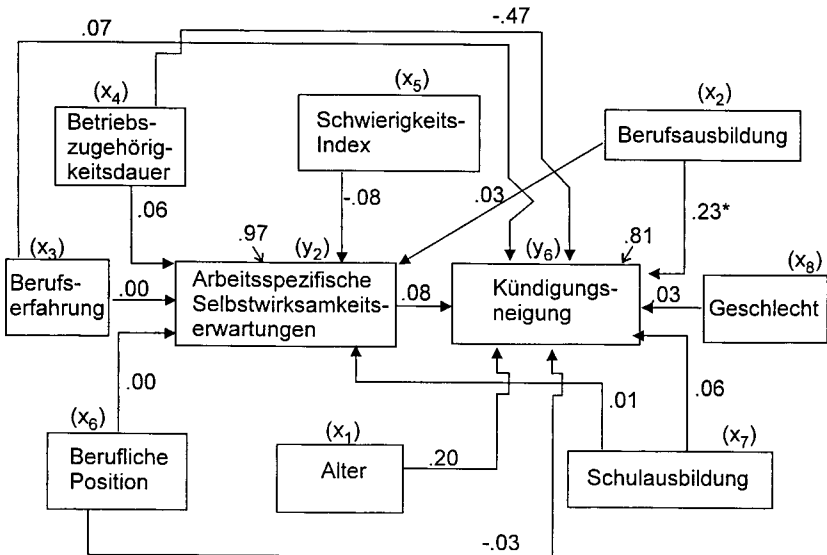 -.47
.07
(x4)
Betriebs-
zugehörig-
keitsdauer
(x5)
Schwierigkeits-
Index
(x2)
Berufsausbildung
.06
-.08
.03
.23*
.97
(y2)
(y6)
.81
(x3)
Berufs-
erfahrung
.00
Arbeitsspezifische
Selbstwirksamkeits-
erwartungen
.08
Kündigungs-
neigung
.03
(x8)
Geschlecht
.00
.01
.06
(x6)
Berufliche
Position
(x1)
Alter
.20
(x7)
Schulausbildung
-.03